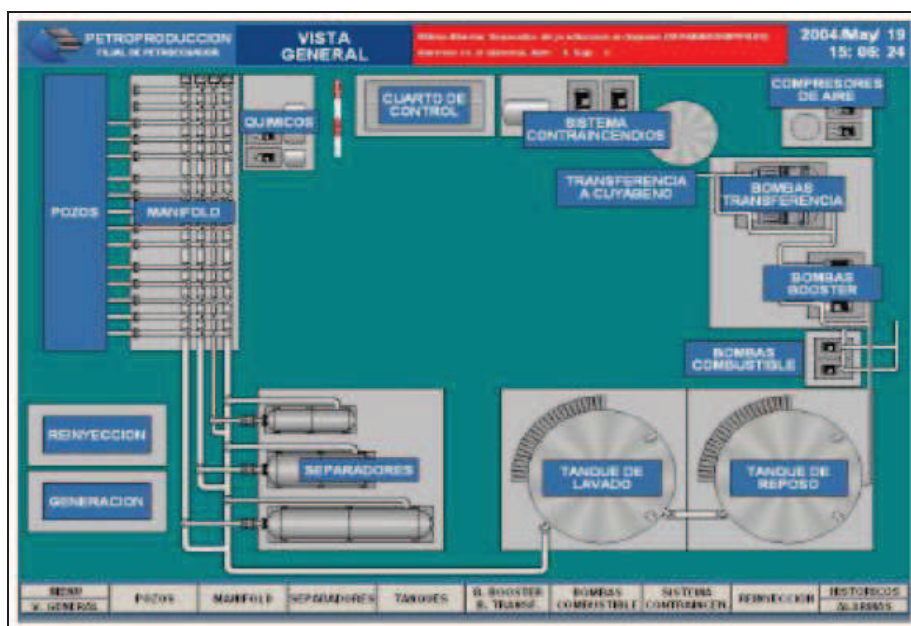 PETROPRODUCCION
FILIAL DE PETROECUADOR
VISTA
GENERAL
2004/May/ 19
15: 06: 24
COMPRESORES
DE AIRE
QUIMICOS
CUARTO DE
CONTROL
SISTEMA
CONTRAINCENDIOS
TRANSFERENCIA
A CUYABENO
BOMBAS
TRANSFERENCIA
POZOS
MANIFOLD
BOMBAS
BOOSTER
BOMBAS
COMBUSTIBLE
REINYECCION
SEPARADORES
TANQUE DE
LAVADO
TANQUE DE
REPOSO
GENERACION
MENU
V. GENERAL
POZOS
MANIFOLD
SEPARADORES
TANQUES
B. BOOSTER
B. TRANSF.
BOMBAS
COMBUSTIBLE
SISTEMA
CONTRAINCEN.
REINYECCION
HISTORICOS
ALARMAS